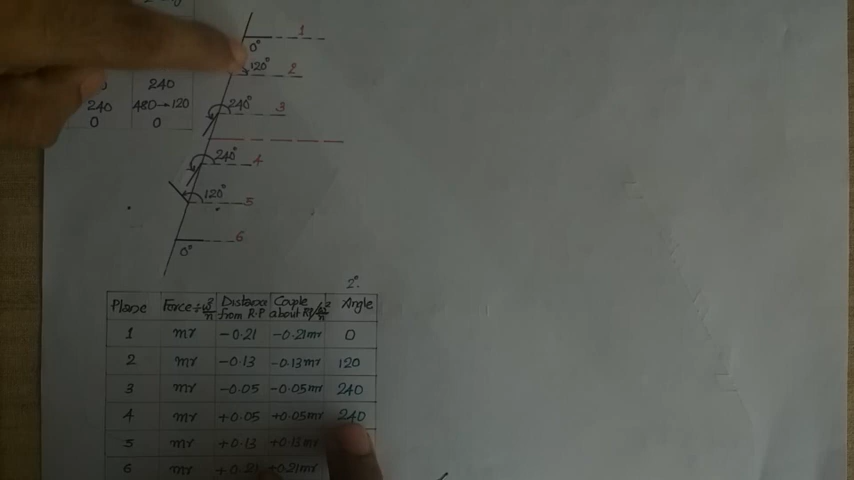 240
240 480→120
0 0
1
0°
120° 2
240° 3
240° 4
120° 5
6
0°
2°.
Plane Force÷ω²/n Distance from R.P Couple about RP/ω²/n Angle
1 mr -0.21 -0.21mr 0
2 mr -0.13 -0.13mr 120
3 mr -0.05 -0.05mr 240
4 mr +0.05 +0.05mr 240
5 mr +0.13 +0.13mr
6 mr +0.21 +0.21mr